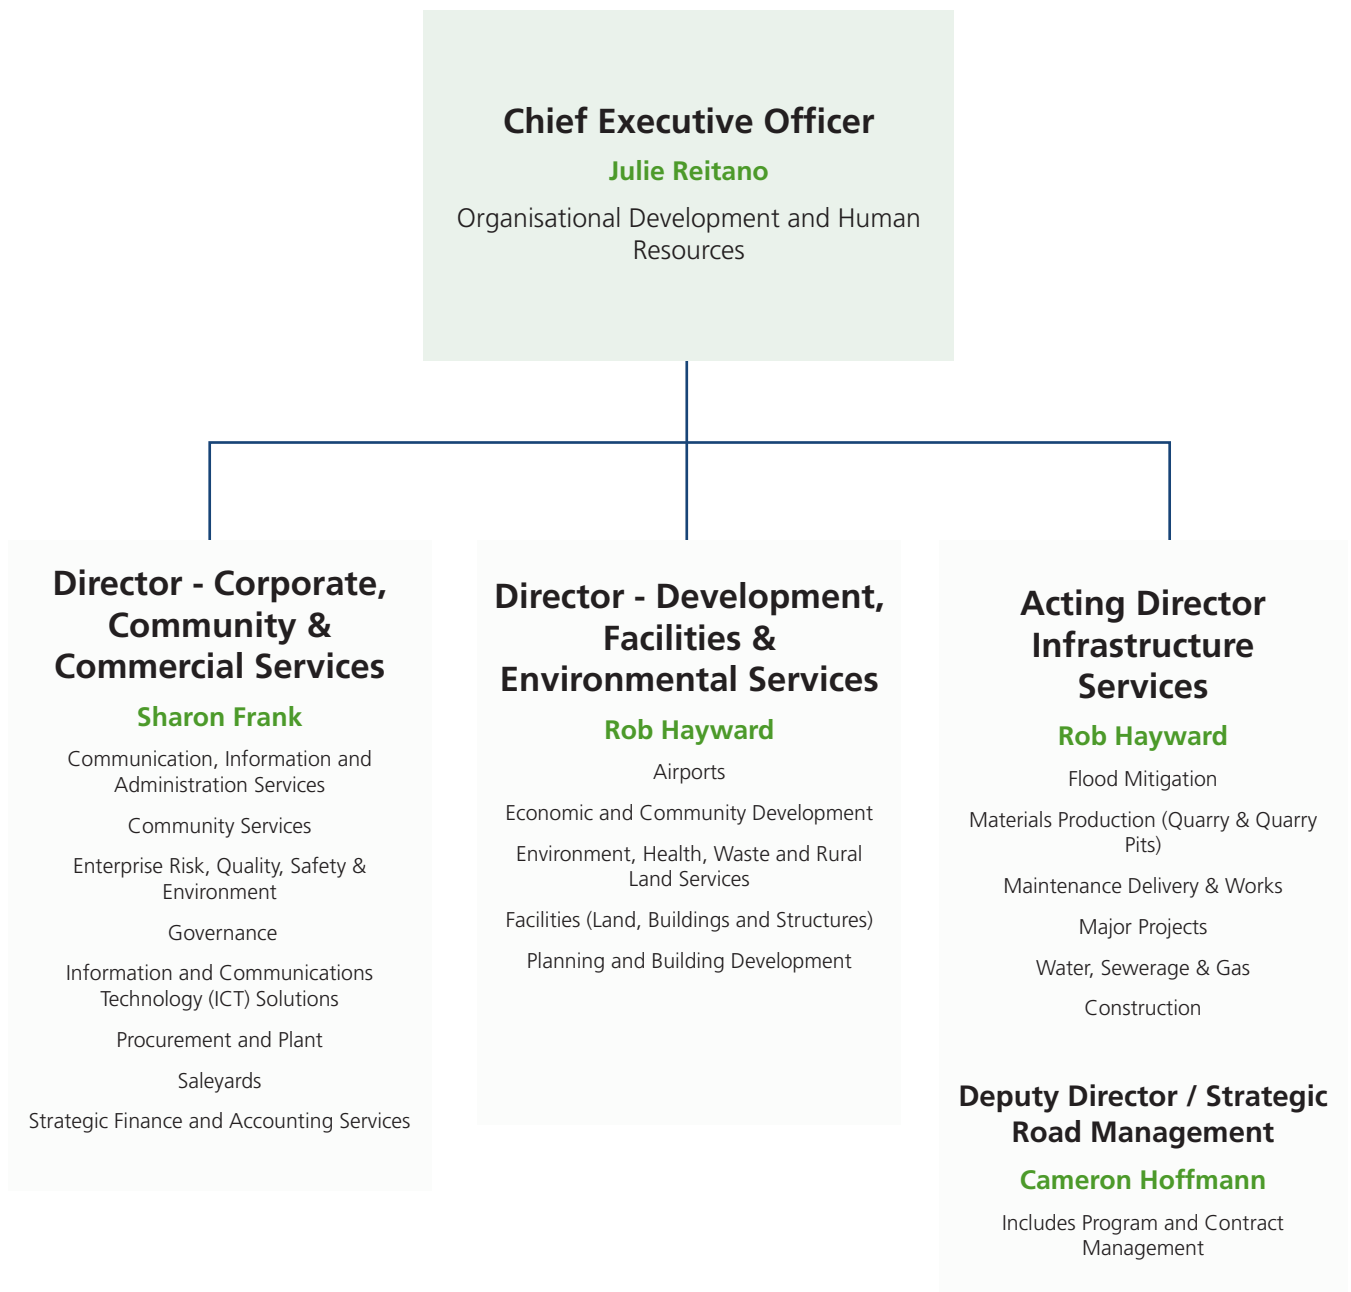 Chief Executive Officer
Julie Reitano
Organisational Development and Human
Resources
Director - Corporate,
Community &
Commercial Services
Sharon Frank
Communication, Information and
Administration Services
Community Services
Enterprise Risk, Quality, Safety &
Environment
Governance
Information and Communications
Technology (ICT) Solutions
Procurement and Plant
Saleyards
Strategic Finance and Accounting Services
Director - Development,
Facilities &
Environmental Services
Rob Hayward
Airports
Economic and Community Development
Environment, Health, Waste and Rural
Land Services
Facilities (Land, Buildings and Structures)
Planning and Building Development
Acting Director
Infrastructure
Services
Rob Hayward
Flood Mitigation
Materials Production (Quarry & Quarry
Pits)
Maintenance Delivery & Works
Major Projects
Water, Sewerage & Gas
Construction
Deputy Director / Strategic
Road Management
Cameron Hoffmann
Includes Program and Contract
Management